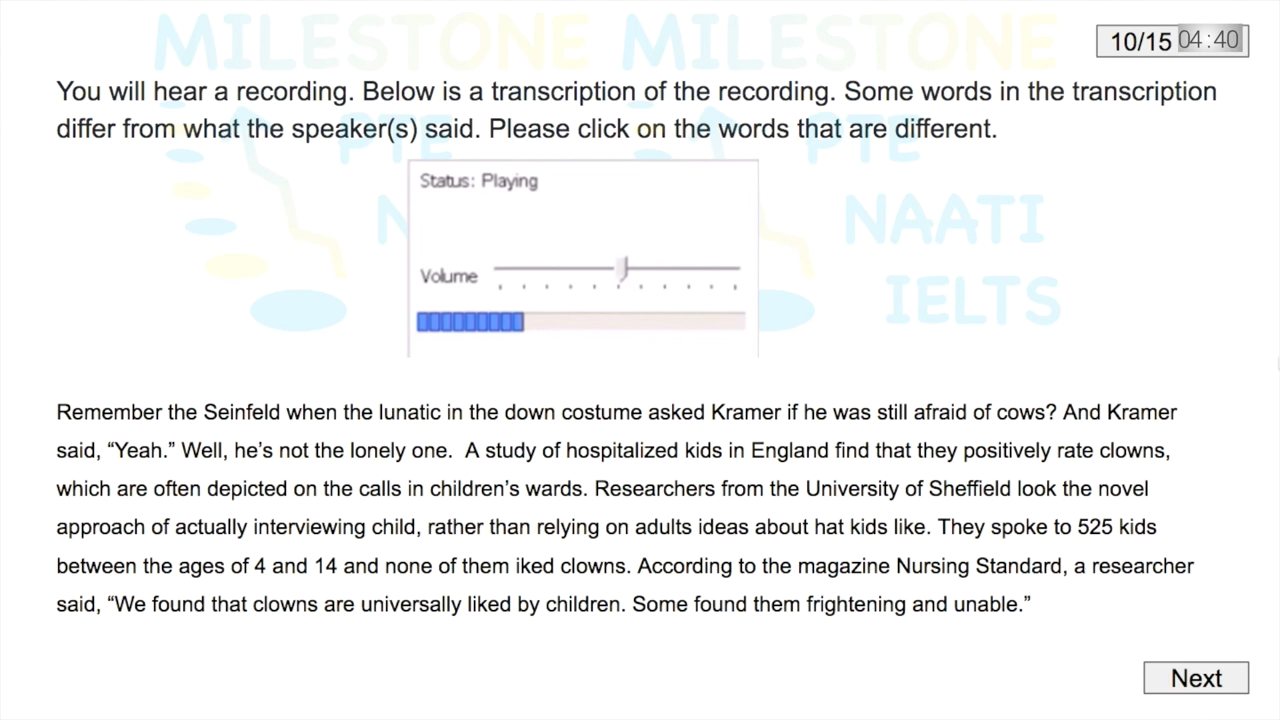 MILESTONE MILESTONE
10/15 04:40
You will hear a recording. Below is a transcription of the recording. Some words in the transcription
differ from what the speaker(s) said. Please click on the words that are different.
PTE PTE
Status: Playing
N NAATI
Volume
IELTS
Remember the Seinfeld when the lunatic in the down costume asked Kramer if he was still afraid of cows? And Kramer
said, “Yeah.” Well, he’s not the lonely one. A study of hospitalized kids in England find that they positively rate clowns,
which are often depicted on the calls in children’s wards. Researchers from the University of Sheffield look the novel
approach of actually interviewing child, rather than relying on adults ideas about hat kids like. They spoke to 525 kids
between the ages of 4 and 14 and none of them iked clowns. According to the magazine Nursing Standard, a researcher
said, “We found that clowns are universally liked by children. Some found them frightening and unable.”
Next